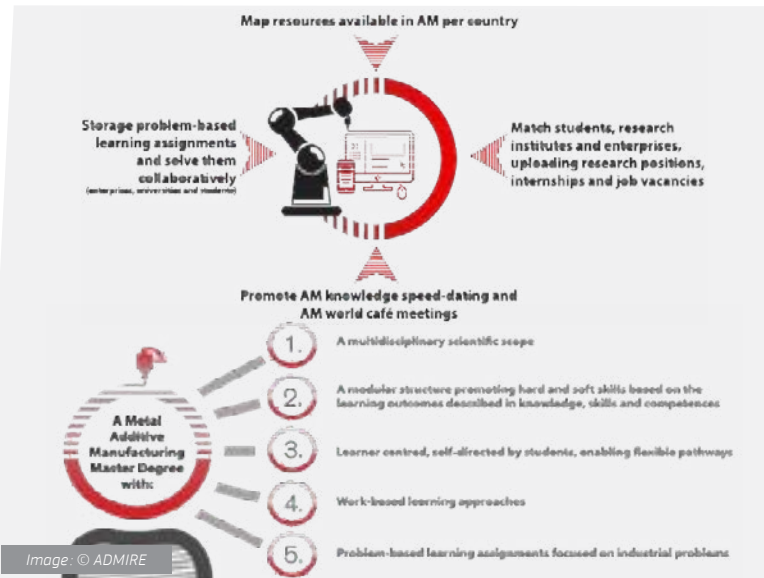 Map resources available in AM per country
Storage problem-based
learning assignments
and solve them
collaboratively
(enterprises, universities and students)
Match students, research
institutes and enterprises,
uploading research positions,
internships and job vacancies
Promote AM knowledge speed-dating and
AM world café meetings
A Metal
Additive
Manufacturing
Master Degree
with:
1.
A multidisciplinary scientific scope
2.
A modular structure promoting hard and soft skills based on the
learning outcomes described in knowledge, skills and competences
3.
Learner centred, self-directed by students, enabling flexible pathways
4.
Work-based learning approaches
5.
Problem-based learning assignments focused on industrial problems
Image: © ADMIRE